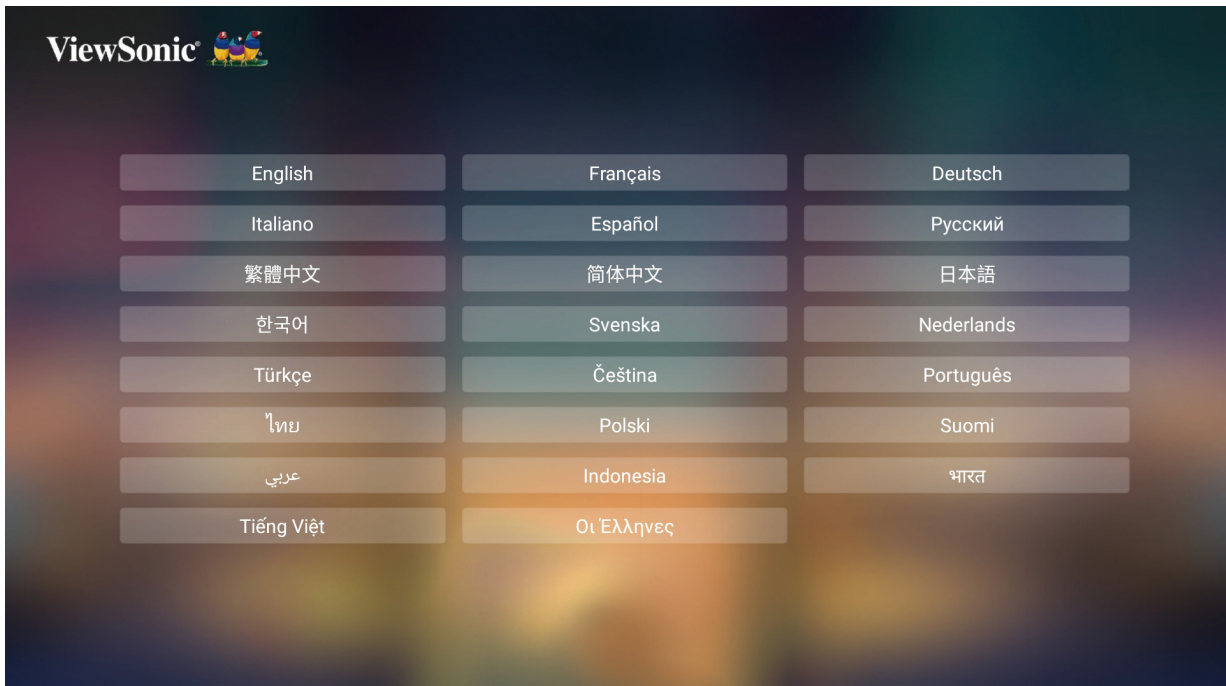 ViewSonic®
English
Français
Deutsch
Italiano
Español
Русский
繁體中文
简体中文
日本語
한국어
Svenska
Nederlands
Türkçe
Čeština
Português
ไทย
Polski
Suomi
عربي
Indonesia
भारत
Tiếng Việt
Οι Έλληνες